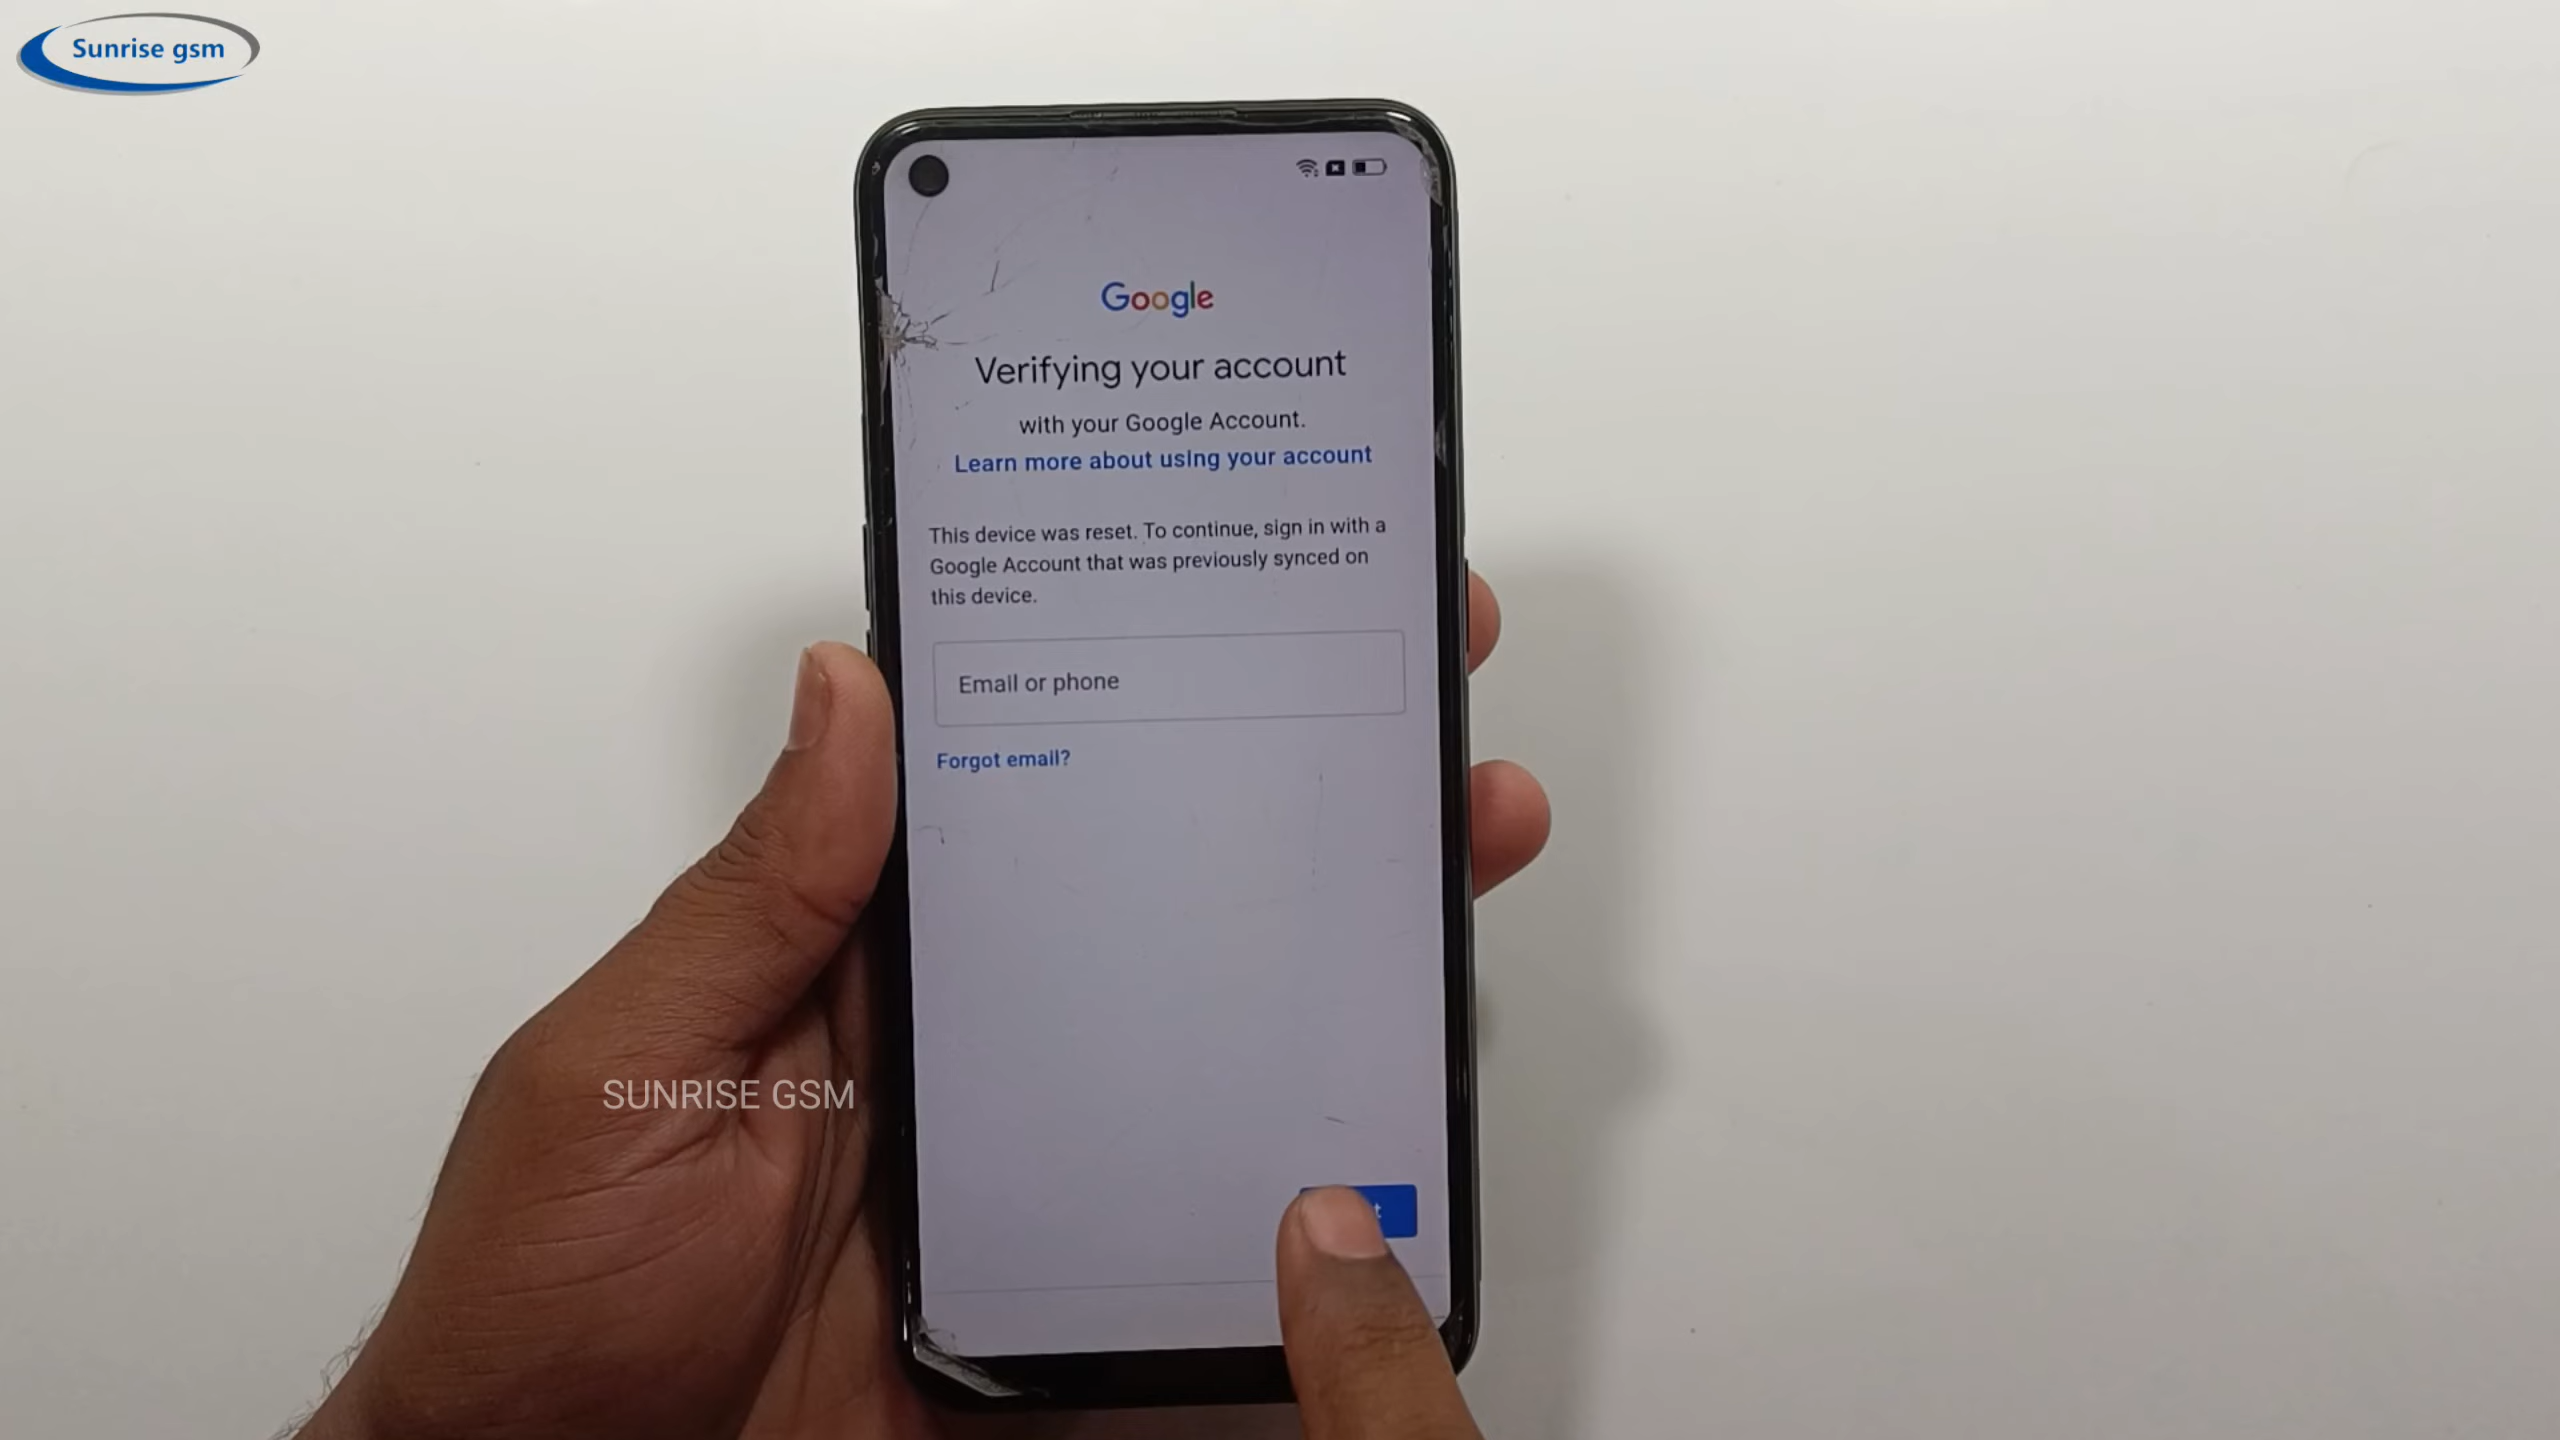 Sunrise gsm
Google
Verifying your account
with your Google Account.
Learn more about using your account
This device was reset. To continue, sign in with a
Google Account that was previously synced on
this device.
Email or phone
Forgot email?
SUNRISE GSM